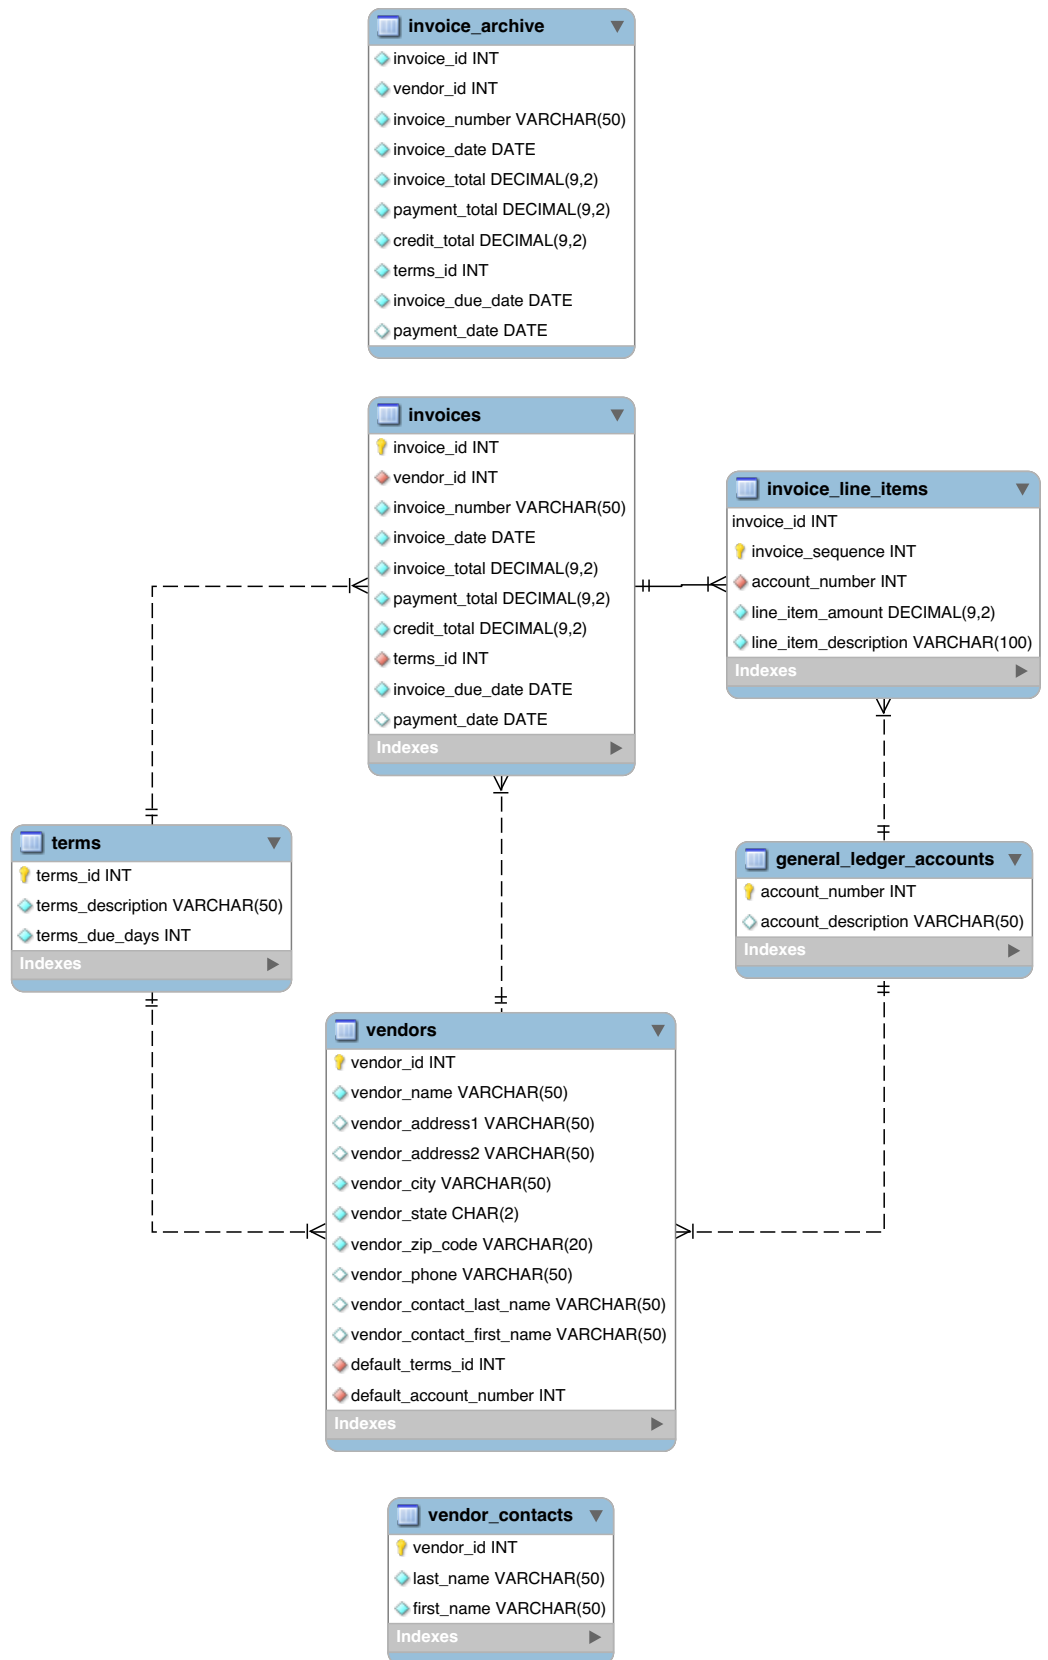 invoice_archive
invoice_id INT
vendor_id INT
invoice_number VARCHAR(50)
invoice_date DATE
invoice_total DECIMAL(9,2)
payment_total DECIMAL(9,2)
credit_total DECIMAL(9,2)
terms_id INT
invoice_due_date DATE
payment_date DATE
invoices
invoice_id INT
vendor_id INT
invoice_number VARCHAR(50)
invoice_date DATE
invoice_total DECIMAL(9,2)
payment_total DECIMAL(9,2)
credit_total DECIMAL(9,2)
terms_id INT
invoice_due_date DATE
payment_date DATE
Indexes
invoice_line_items
invoice_id INT
invoice_sequence INT
account_number INT
line_item_amount DECIMAL(9,2)
line_item_description VARCHAR(100)
Indexes
terms
terms_id INT
terms_description VARCHAR(50)
terms_due_days INT
Indexes
general_ledger_accounts
account_number INT
account_description VARCHAR(50)
Indexes
vendors
vendor_id INT
vendor_name VARCHAR(50)
vendor_address1 VARCHAR(50)
vendor_address2 VARCHAR(50)
vendor_city VARCHAR(50)
vendor_state CHAR(2)
vendor_zip_code VARCHAR(20)
vendor_phone VARCHAR(50)
vendor_contact_last_name VARCHAR(50)
vendor_contact_first_name VARCHAR(50)
default_terms_id INT
default_account_number INT
Indexes
vendor_contacts
vendor_id INT
last_name VARCHAR(50)
first_name VARCHAR(50)
Indexes